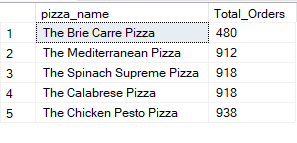 pizza_name Total_Orders
1 The Brie Carre Pizza 480
2 The Mediterranean Pizza 912
3 The Spinach Supreme Pizza 918
4 The Calabrese Pizza 918
5 The Chicken Pesto Pizza 938